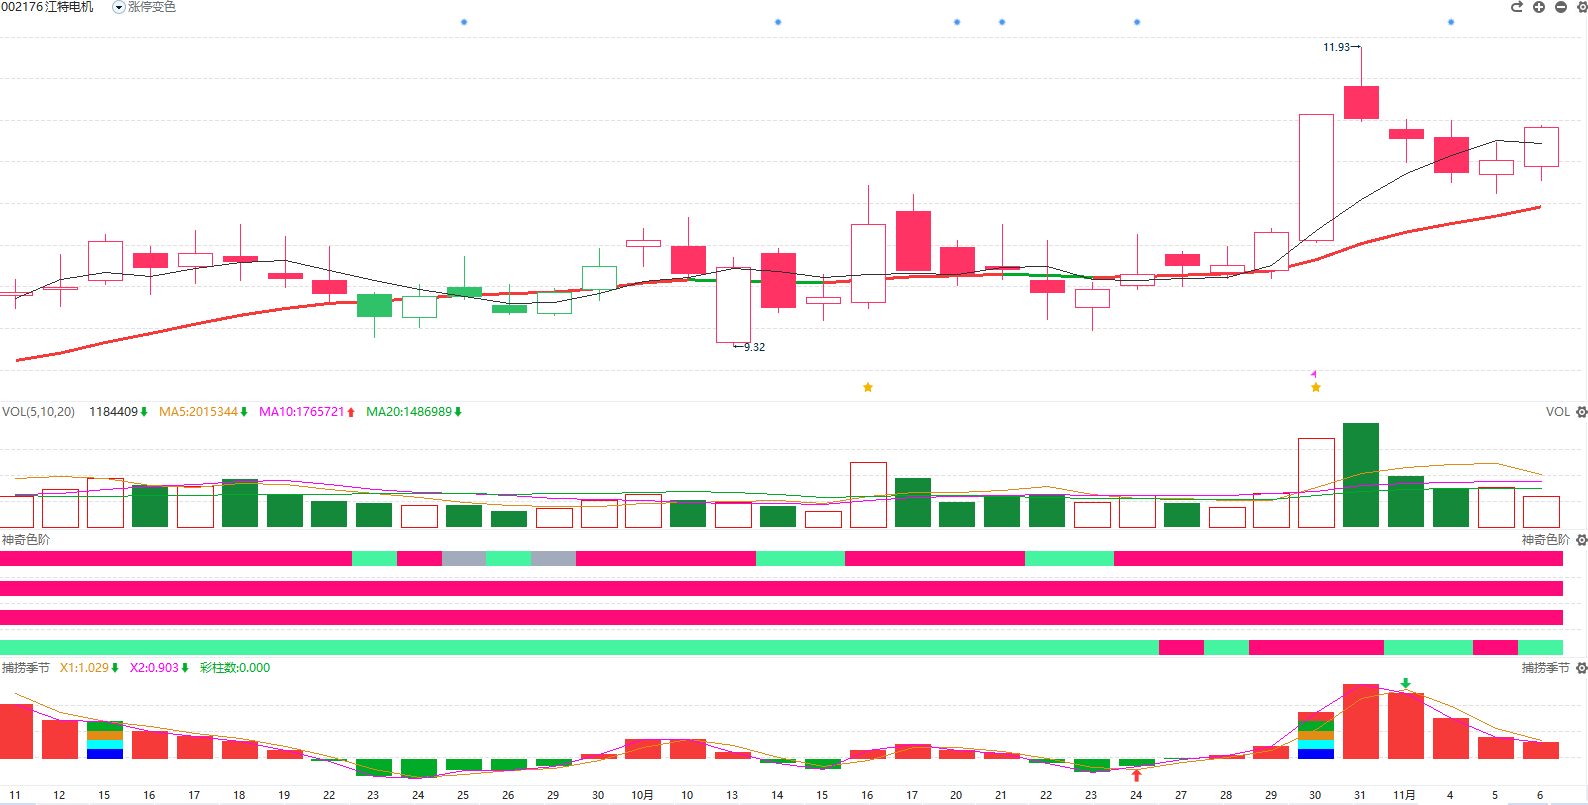 002176 江特电机 涨停变色
11.93→
←9.32
VOL(5,10,20) 1184409 MA5:2015344 MA10:1765721 MA20:1486989 VOL
神奇色阶 神奇色阶
捕捞季节 X1:1.029 X2:0.903 彩柱数:0.000 捕捞季节
11 12 15 16 17 18 19 22 23 24 25 26 29 30 10月 10 13 14 15 16 17 20 21 22 23 24 27 28 29 30 31 11月 4 5 6